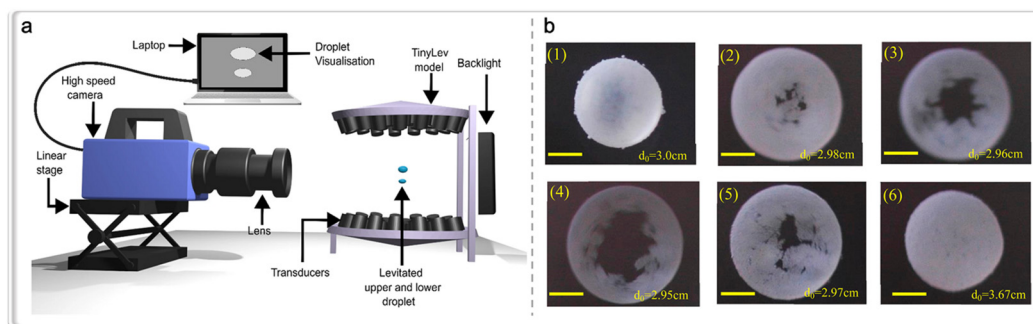 a
Laptop
Droplet
Visualisation
High speed
camera
Linear
stage
Lens
TinyLev
model
Backlight
Transducers
Levitated
upper and lower
droplet
b
(1)
d₀=3.0cm
(2)
d₀=2.98cm
(3)
d₀=2.96cm
(4)
d₀=2.95cm
(5)
d₀=2.97cm
(6)
d₀=3.67cm